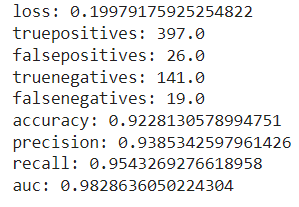 loss: 0.19979175925254822
truepositives: 397.0
falsepositives: 26.0
truenegatives: 141.0
falsenegatives: 19.0
accuracy: 0.9228130578994751
precision: 0.9385342597961426
recall: 0.9543269276618958
auc: 0.9828636050224304